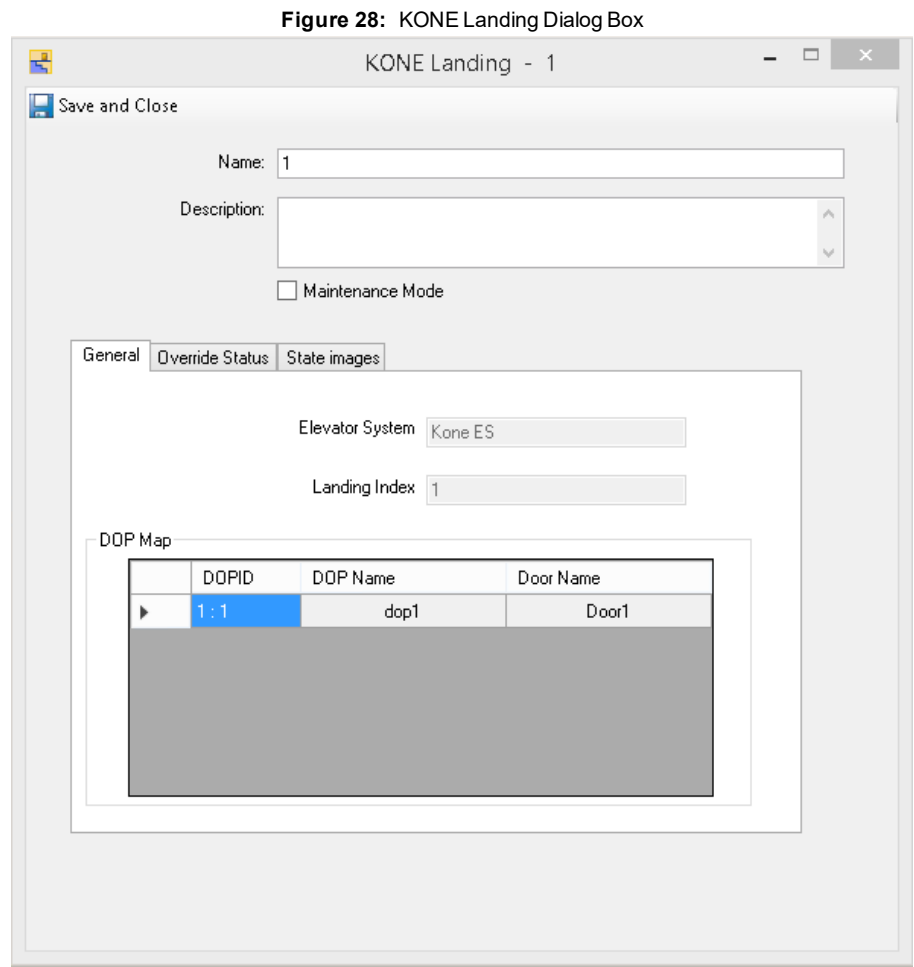 Figure 28: KONE Landing Dialog Box
KONE Landing - 1
Save and Close
Name: 1
Description:
Maintenance Mode
General Override Status State images
Elevator System Kone ES
Landing Index 1
DOP Map
DOPID DOP Name Door Name
1 : 1 dop1 Door1